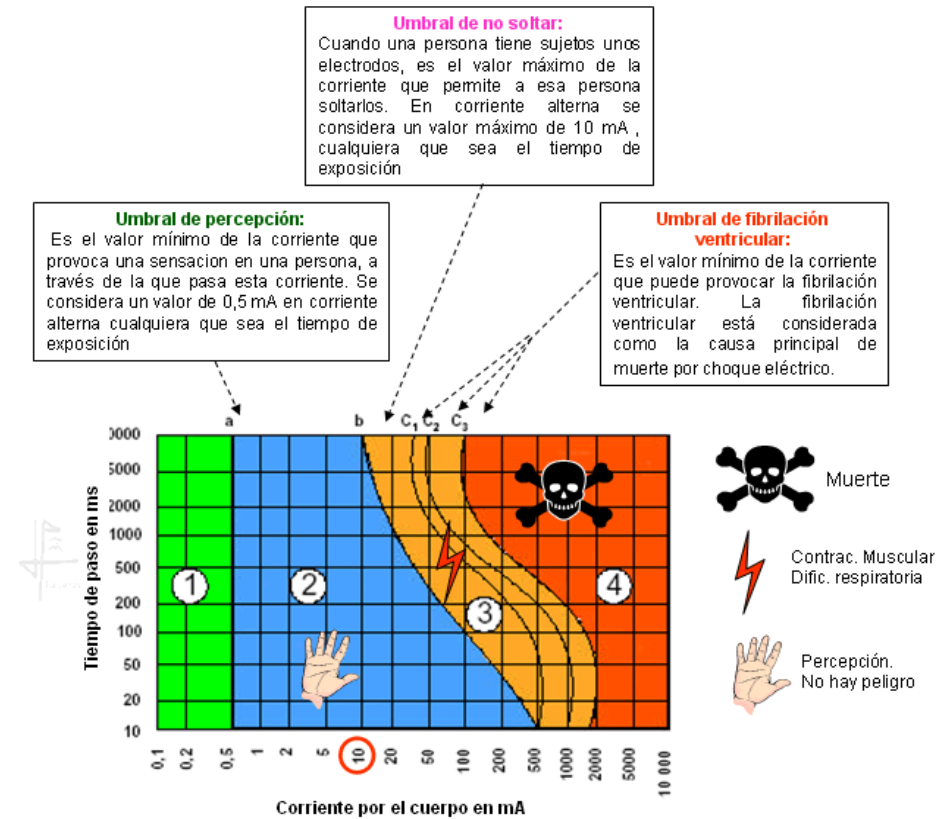 Umbral de no soltar:
Cuando una persona tiene sujetos unos
electrodos, es el valor máximo de la
corriente que permite a esa persona
soltarlos. En corriente alterna se
considera un valor máximo de 10 mA ,
cualquiera que sea el tiempo de
exposición
Umbral de percepción:
Es el valor mínimo de la corriente que
provoca una sensacion en una persona, a
través de la que pasa esta corriente. Se
considera un valor de 0,5 mA en corriente
alterna cualquiera que sea el tiempo de
exposición
Umbral de fibrilación
ventricular:
Es el valor mínimo de la corriente
que puede provocar la fibrilación
ventricular. La fibrilación
ventricular está considerada
como la causa principal de
muerte por choque eléctrico.
a b C1 C2 C3
0000
5000
2000
1000
500
200
100
50
20
10
Tiempo de paso en ms
1 2 3 4
0,1 0,2 0,5 1 2 5 10 20 50 100 200 500 1000 2000 5000 10 000
Corriente por el cuerpo en mA
Muerte
Contrac. Muscular
Dific. respiratoria
Percepción.
No hay peligro